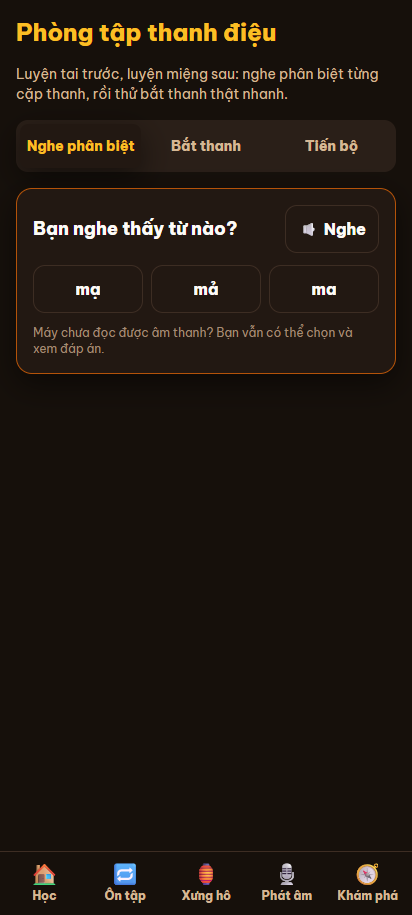 Phòng tập thanh điệu
Luyện tai trước, luyện miệng sau: nghe phân biệt từng
cặp thanh, rồi thử bắt thanh thật nhanh.
Nghe phân biệt
Bắt thanh
Tiến bộ
Bạn nghe thấy từ nào?
Nghe
mạ
mả
ma
Máy chưa đọc được âm thanh? Bạn vẫn có thể chọn và
xem đáp án.
Học
Ôn tập
Xưng hô
Phát âm
Khám phá